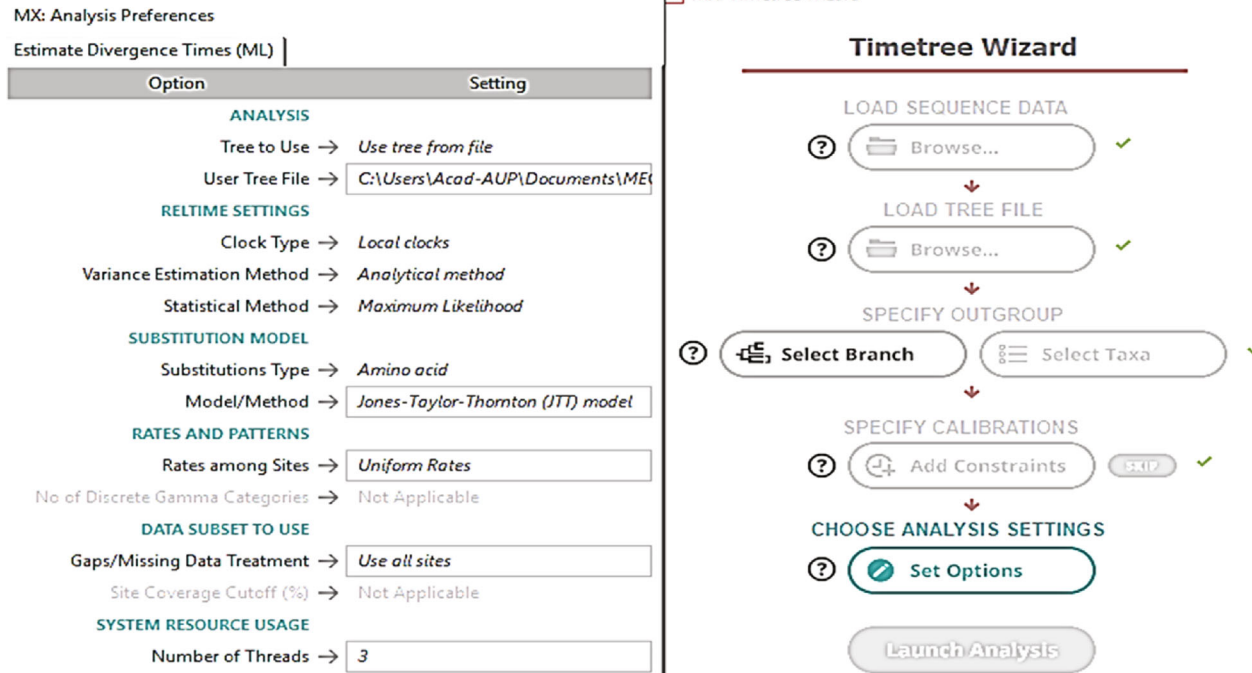 MX: Analysis Preferences
Estimate Divergence Times (ML)
Option Setting
ANALYSIS
Tree to Use → Use tree from file
User Tree File → C:\Users\Acad-AUP\Documents\ME
RELTIME SETTINGS
Clock Type → Local clocks
Variance Estimation Method → Analytical method
Statistical Method → Maximum Likelihood
SUBSTITUTION MODEL
Substitutions Type → Amino acid
Model/Method → Jones-Taylor-Thornton (JTT) model
RATES AND PATTERNS
Rates among Sites → Uniform Rates
No of Discrete Gamma Categories → Not Applicable
DATA SUBSET TO USE
Gaps/Missing Data Treatment → Use all sites
Site Coverage Cutoff (%) → Not Applicable
SYSTEM RESOURCE USAGE
Number of Threads → 3
Timetree Wizard
LOAD SEQUENCE DATA
? Browse...
LOAD TREE FILE
? Browse...
SPECIFY OUTGROUP
? Select Branch Select Taxa
SPECIFY CALIBRATIONS
? Add Constraints SKIP
CHOOSE ANALYSIS SETTINGS
? Set Options
Launch Analysis